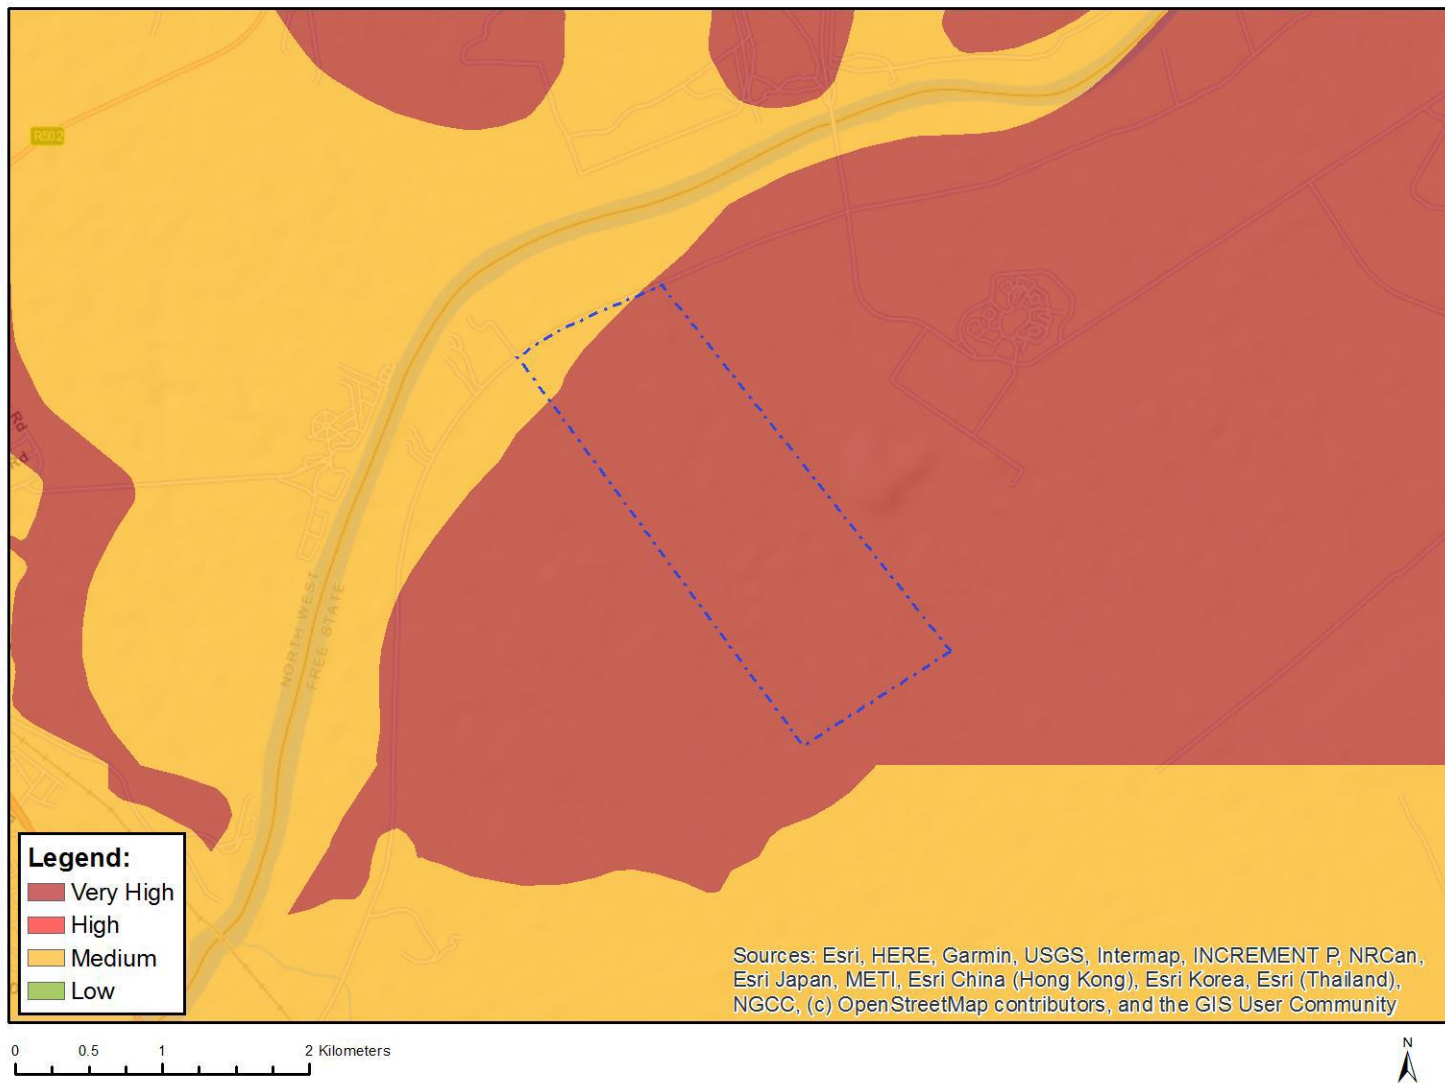 R502
Rd
Rd
NORTH WEST
FREE STATE
Legend:
Very High
High
Medium
Low
Sources: Esri, HERE, Garmin, USGS, Intermap, INCREMENT P, NRCan,
Esri Japan, METI, Esri China (Hong Kong), Esri Korea, Esri (Thailand),
NGCC, (c) OpenStreetMap contributors, and the GIS User Community
0 0.5 1 2 Kilometers
N